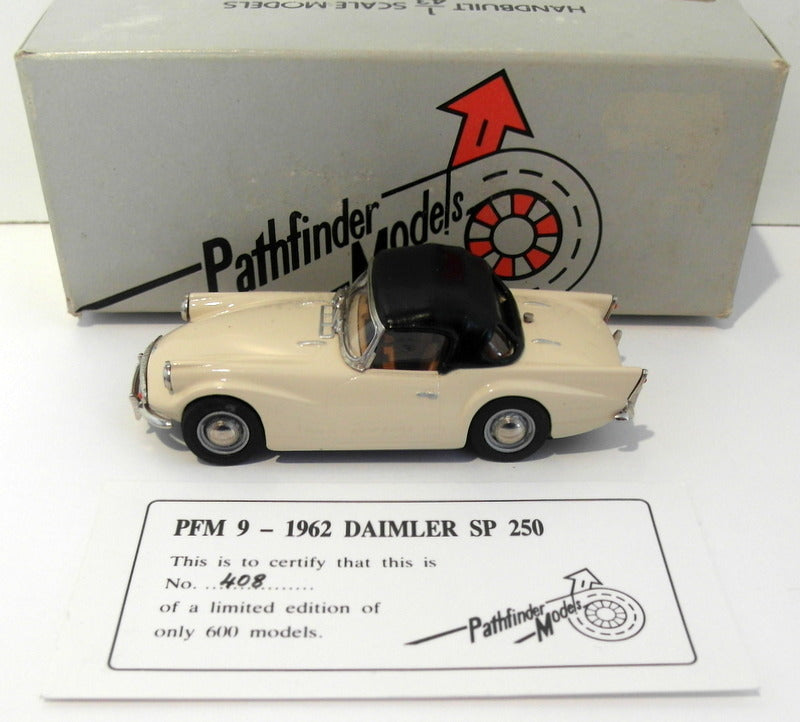 HANDBUILT 1/43 SCALE MODELS
Pathfinder
Models
PFM 9 – 1962 DAIMLER SP 250
This is to certify that this is
No. ...408...............
of a limited edition of
only 600 models.
Pathfinder
Models